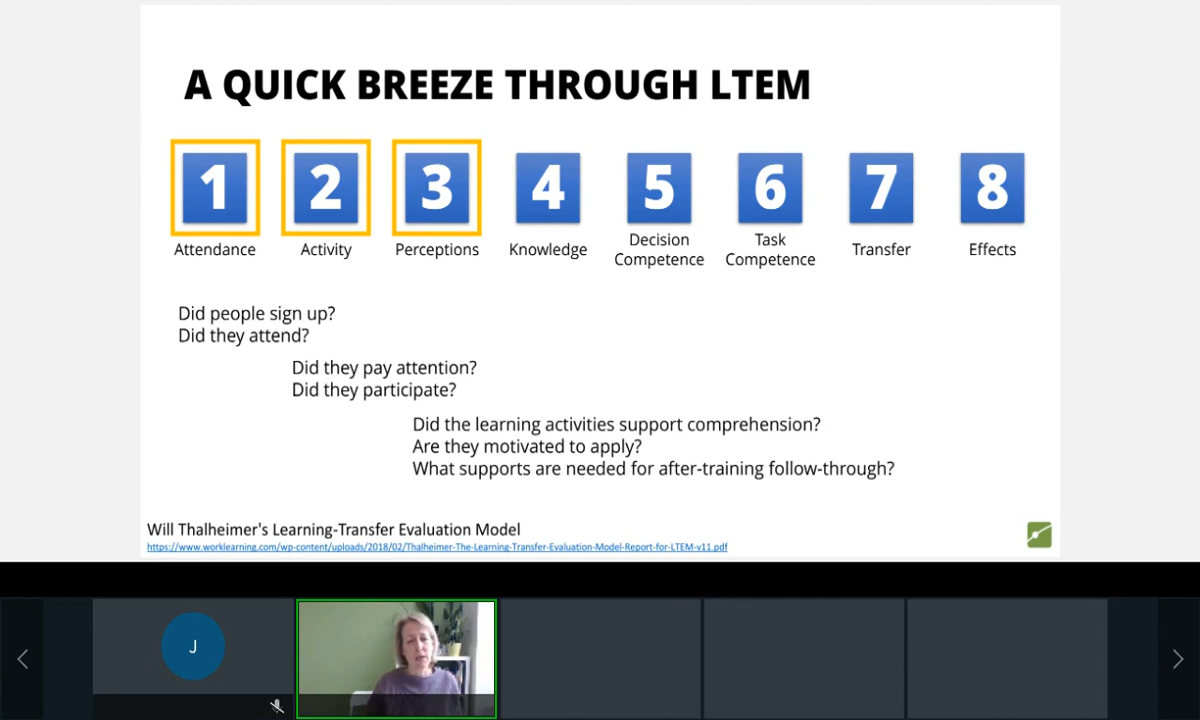 A QUICK BREEZE THROUGH LTEM
1 2 3 4 5 6 7 8
Attendance
Activity
Perceptions
Knowledge
Decision
Competence
Task
Competence
Transfer
Effects
Did people sign up?
Did they attend?
Did they pay attention?
Did they participate?
Did the learning activities support comprehension?
Are they motivated to apply?
What supports are needed for after-training follow-through?
Will Thalheimer's Learning-Transfer Evaluation Model
https://www.worklearning.com/wp-content/uploads/2018/02/Thalheimer-The-Learning-Transfer-Evaluation-Model-Report-for-LTEM-v11.pdf
J